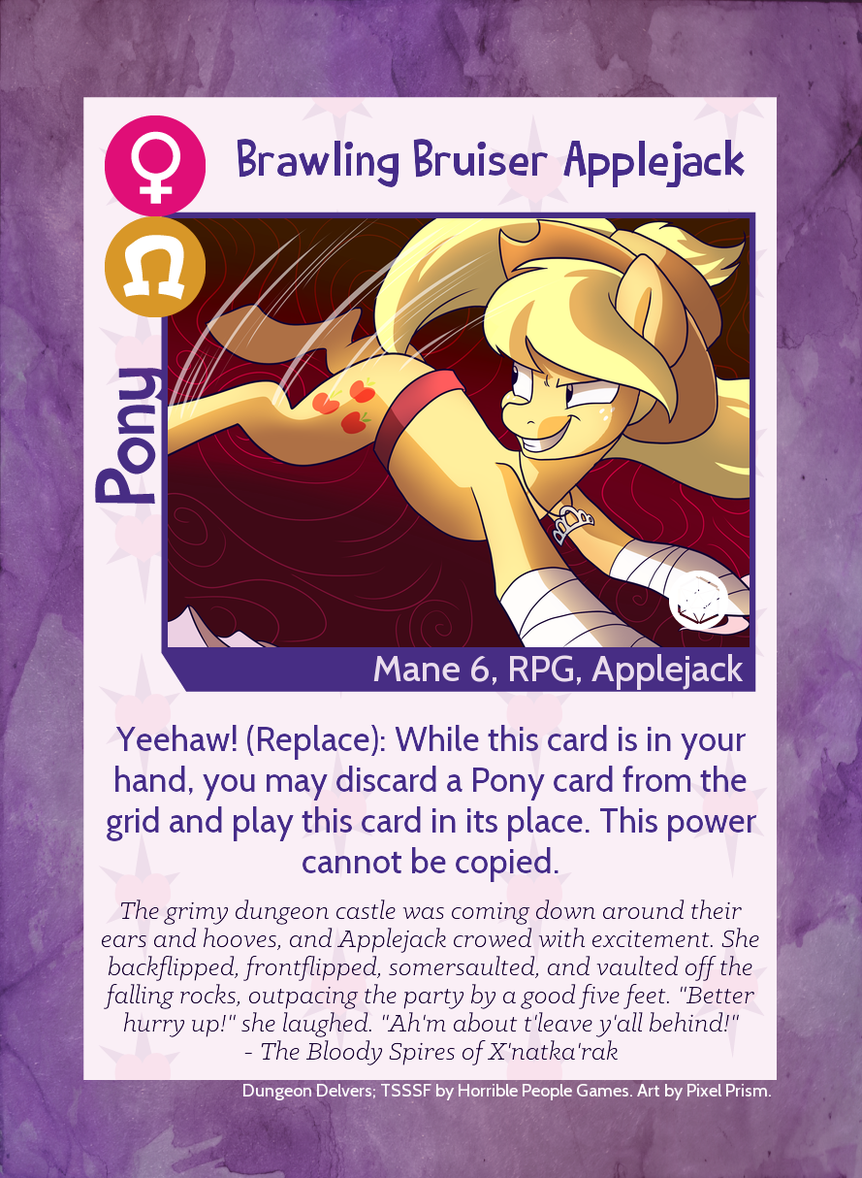 Brawling Bruiser Applejack
Pony
Mane 6, RPG, Applejack
Yeehaw! (Replace): While this card is in your
hand, you may discard a Pony card from the
grid and play this card in its place. This power
cannot be copied.
The grimy dungeon castle was coming down around their
ears and hooves, and Applejack crowed with excitement. She
backflipped, frontflipped, somersaulted, and vaulted off the
falling rocks, outpacing the party by a good five feet. "Better
hurry up!" she laughed. "Ah'm about t'leave y'all behind!"
- The Bloody Spires of X'natka'rak
Dungeon Delvers; TSSSF by Horrible People Games. Art by Pixel Prism.